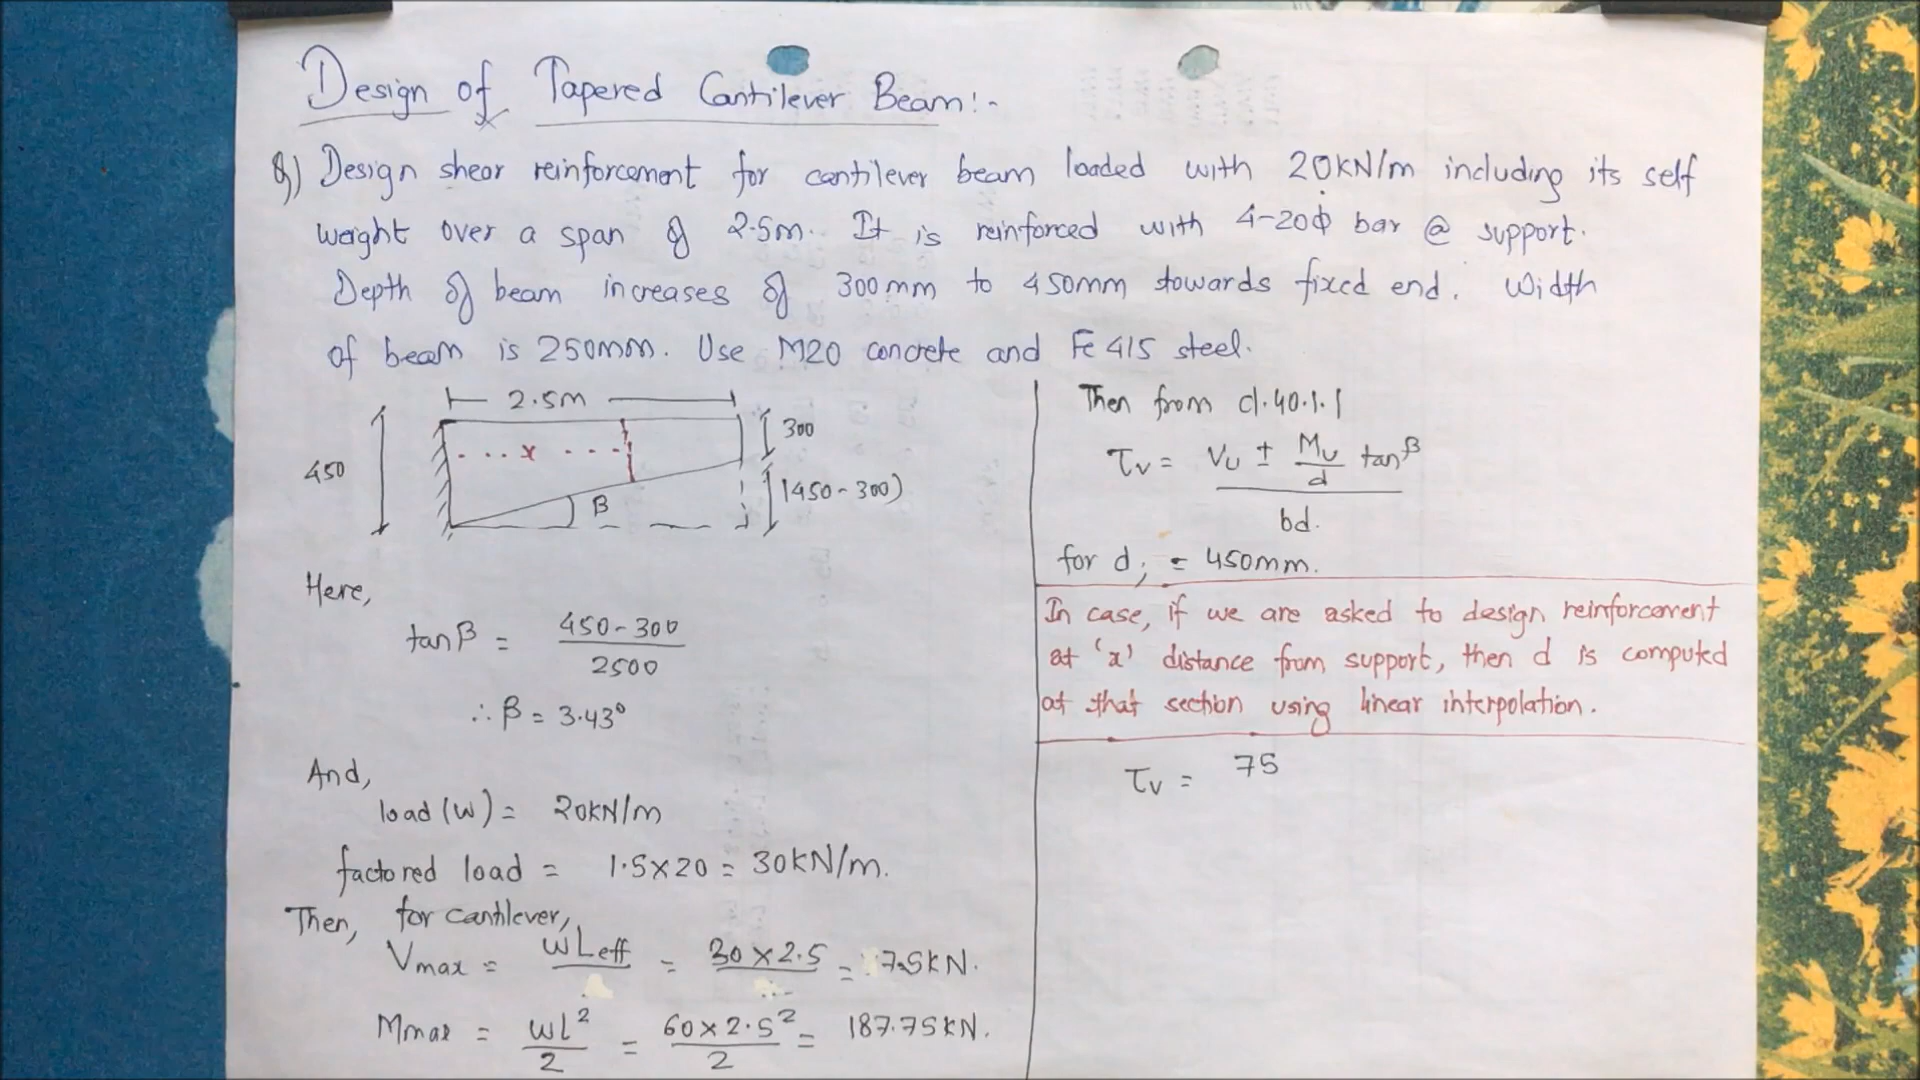 Design of Tapered Cantilever Beam:-
Q) Design shear reinforcement for cantilever beam loaded with 20KN/m including its self
weight over a span of 2.5m. It is reinforced with 4-20ϕ bar @ support.
Depth of beam increases of 300mm to 450mm towards fixed end. Width
of beam is 250mm. Use M20 concrete and Fe 415 steel.
2.5m
300
x
450
(450-300)
β
Here,
tanβ = 450-300
2500
∴ β = 3.43°
And,
load (w) = 20KN/m
factored load = 1.5×20 = 30KN/m.
Then, for cantilever,
Vmax = wLeff = 30×2.5 = 75KN.
Mmax = wl² = 60×2.5² = 187.75KN.
2 2
Then from cl.40.1.1
τv = Vu ± Mu tanβ
d
bd.
for d, = 450mm.
In case, if we are asked to design reinforcement
at 'x' distance from support, then d is computed
at that section using linear interpolation.
τv = 75